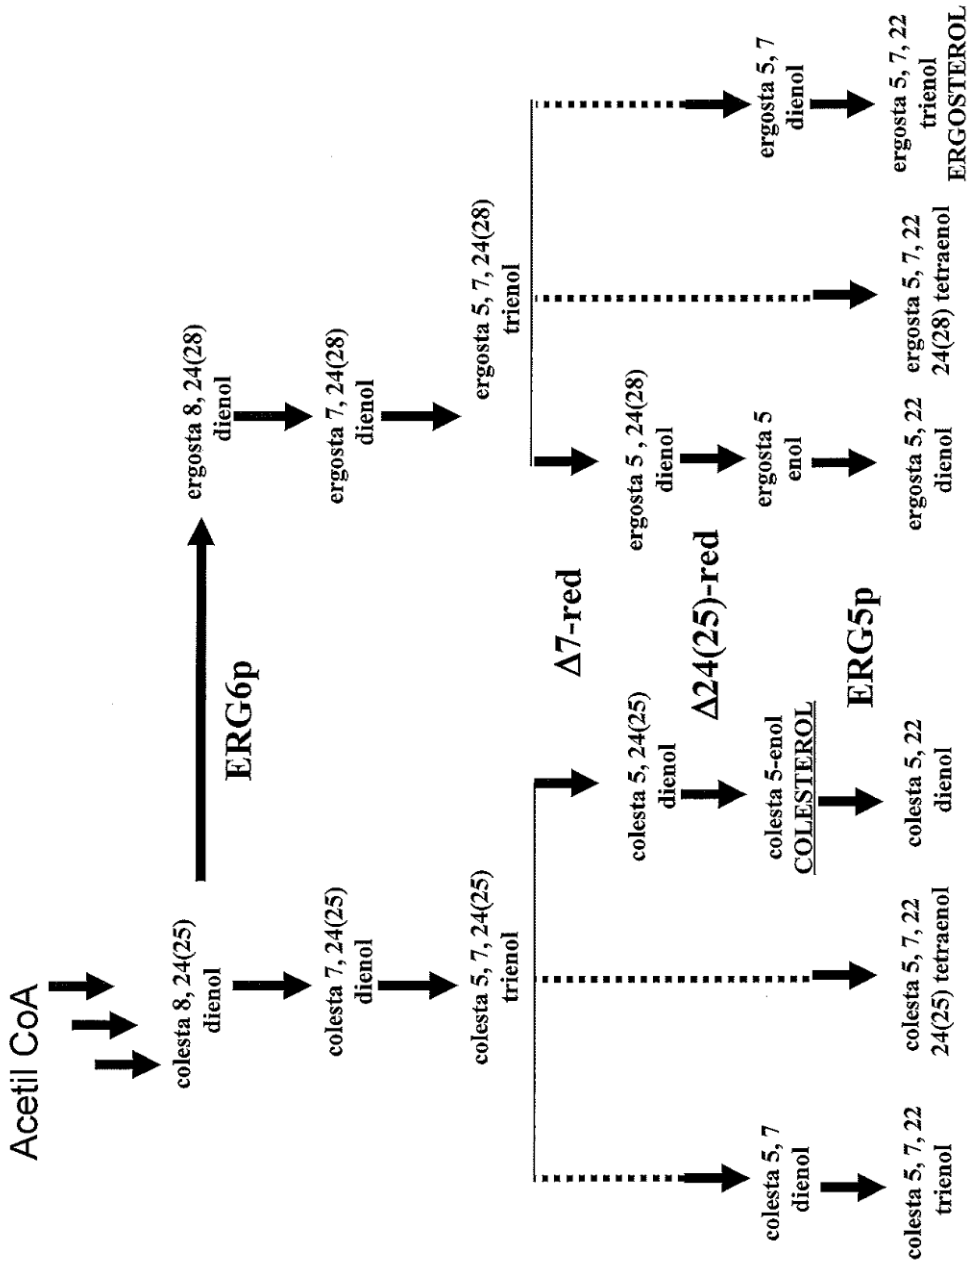 Acetil CoA
colesta 8, 24(25)
dienol
ERG6p
ergosta 8, 24(28)
dienol
colesta 7, 24(25)
dienol
ergosta 7, 24(28)
dienol
colesta 5, 7, 24(25)
trienol
ergosta 5, 7, 24(28)
trienol
Δ7-red
colesta 5, 24(25)
dienol
ergosta 5 , 24(28)
dienol
Δ24(25)-red
colesta 5, 7
dienol
colesta 5-enol
COLESTEROL
ergosta 5
enol
ergosta 5, 7
dienol
ERG5p
colesta 5, 7, 22
trienol
colesta 5, 7, 22
24(25) tetraenol
colesta 5, 22
dienol
ergosta 5, 22
dienol
ergosta 5, 7, 22
24(28) tetraenol
ergosta 5, 7, 22
trienol
ERGOSTEROL